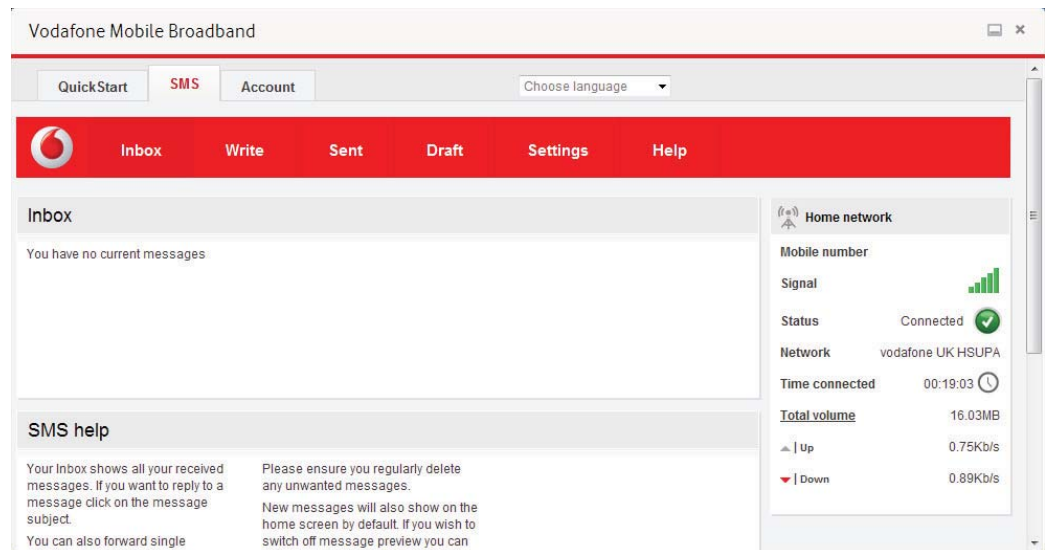 Vodafone Mobile Broadband
QuickStart SMS Account Choose language
Inbox Write Sent Draft Settings Help
Inbox
You have no current messages
SMS help
Your Inbox shows all your received
messages. If you want to reply to a
message click on the message
subject.
You can also forward single
Please ensure you regularly delete
any unwanted messages.
New messages will also show on the
home screen by default. If you wish to
switch off message preview you can
Home network
Mobile number
Signal
Status Connected
Network vodafone UK HSUPA
Time connected 00:19:03
Total volume 16.03MB
| Up 0.75Kb/s
| Down 0.89Kb/s